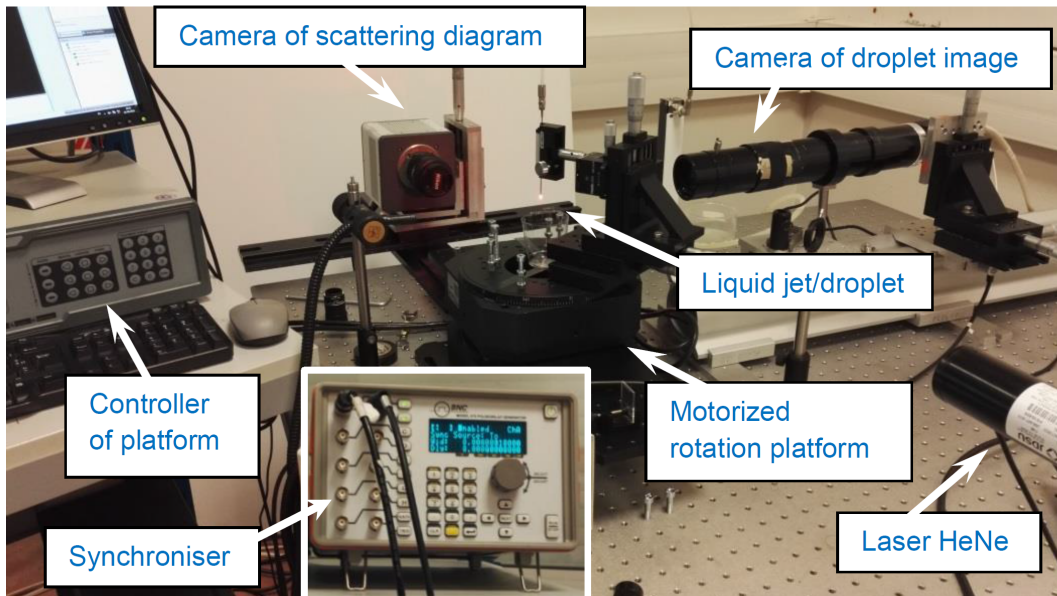 Camera of scattering diagram
Camera of droplet image
Liquid jet/droplet
Controller
of platform
Motorized
rotation platform
BNC
Synchroniser
Laser HeNe
JDSU